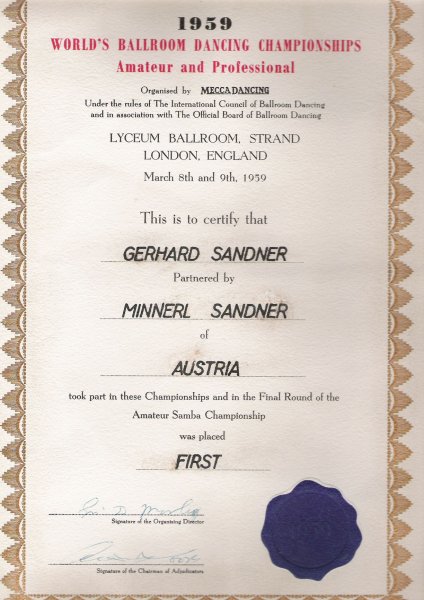 1959
WORLD'S BALLROOM DANCING CHAMPIONSHIPS
Amateur and Professional
Organised by MECCA DANCING
Under the rules of The International Council of Ballroom Dancing
and in association with The Official Board of Ballroom Dancing
LYCEUM BALLROOM, STRAND
LONDON, ENGLAND
March 8th and 9th, 1959
This is to certify that
GERHARD SANDNER
Partnered by
MINNERL SANDNER
of
AUSTRIA
took part in these Championships and in the Final Round of the
Amateur Samba Championship
was placed
FIRST
Signature of the Organising Director
Signature of the Chairman of Adjudicators